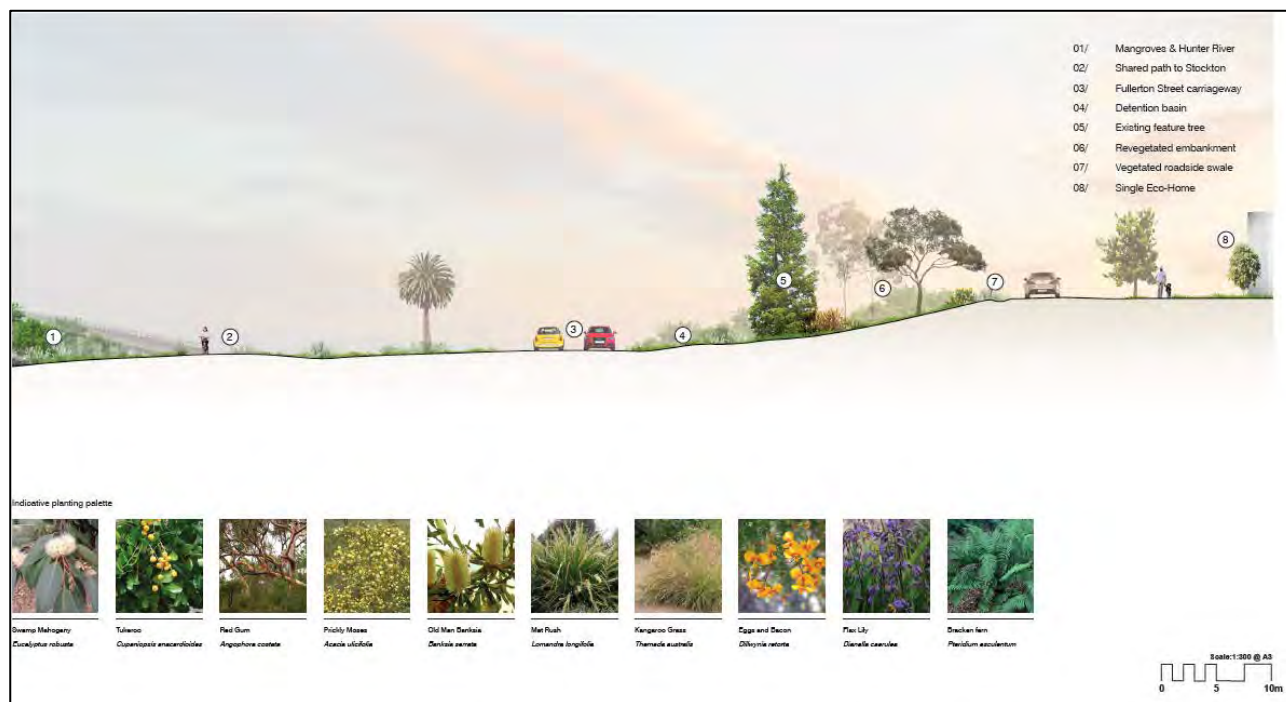 01/ Mangroves & Hunter River
02/ Shared path to Stockton
03/ Fullerton Street carriageway
04/ Detention basin
05/ Existing feature tree
06/ Revegetated embankment
07/ Vegetated roadside swale
08/ Single Eco-Home
1
2
3
4
5
6
7
8
Indicative planting palette
Swamp Mahogany
Eucalyptus robusta
Tukeroo
Cupaniopsis anacardioides
Red Gum
Angophora costata
Prickly Moses
Acacia ulicifolia
Old Man Banksia
Banksia serrata
Mat Rush
Lomandra longifolia
Kangaroo Grass
Themeda australis
Eggs and Bacon
Dillwynia retorta
Flax Lily
Dianella caerulea
Bracken fern
Pteridium esculentum
Scale:1:300 @ A3
0 5 10m